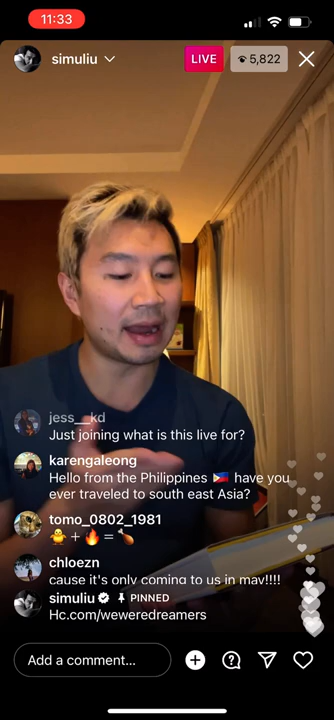 11:33
simuliu
LIVE
5,822
jess__kd
Just joining what is this live for?
karengaleong
Hello from the Philippines 🇵🇭 have you
ever traveled to south east Asia?
tomo_0802_1981
🐥 + 🔥 = 🍗
chloezn
cause it's only coming to us in may!!!!
simuliu PINNED
Hc.com/weweredreamers
Add a comment...